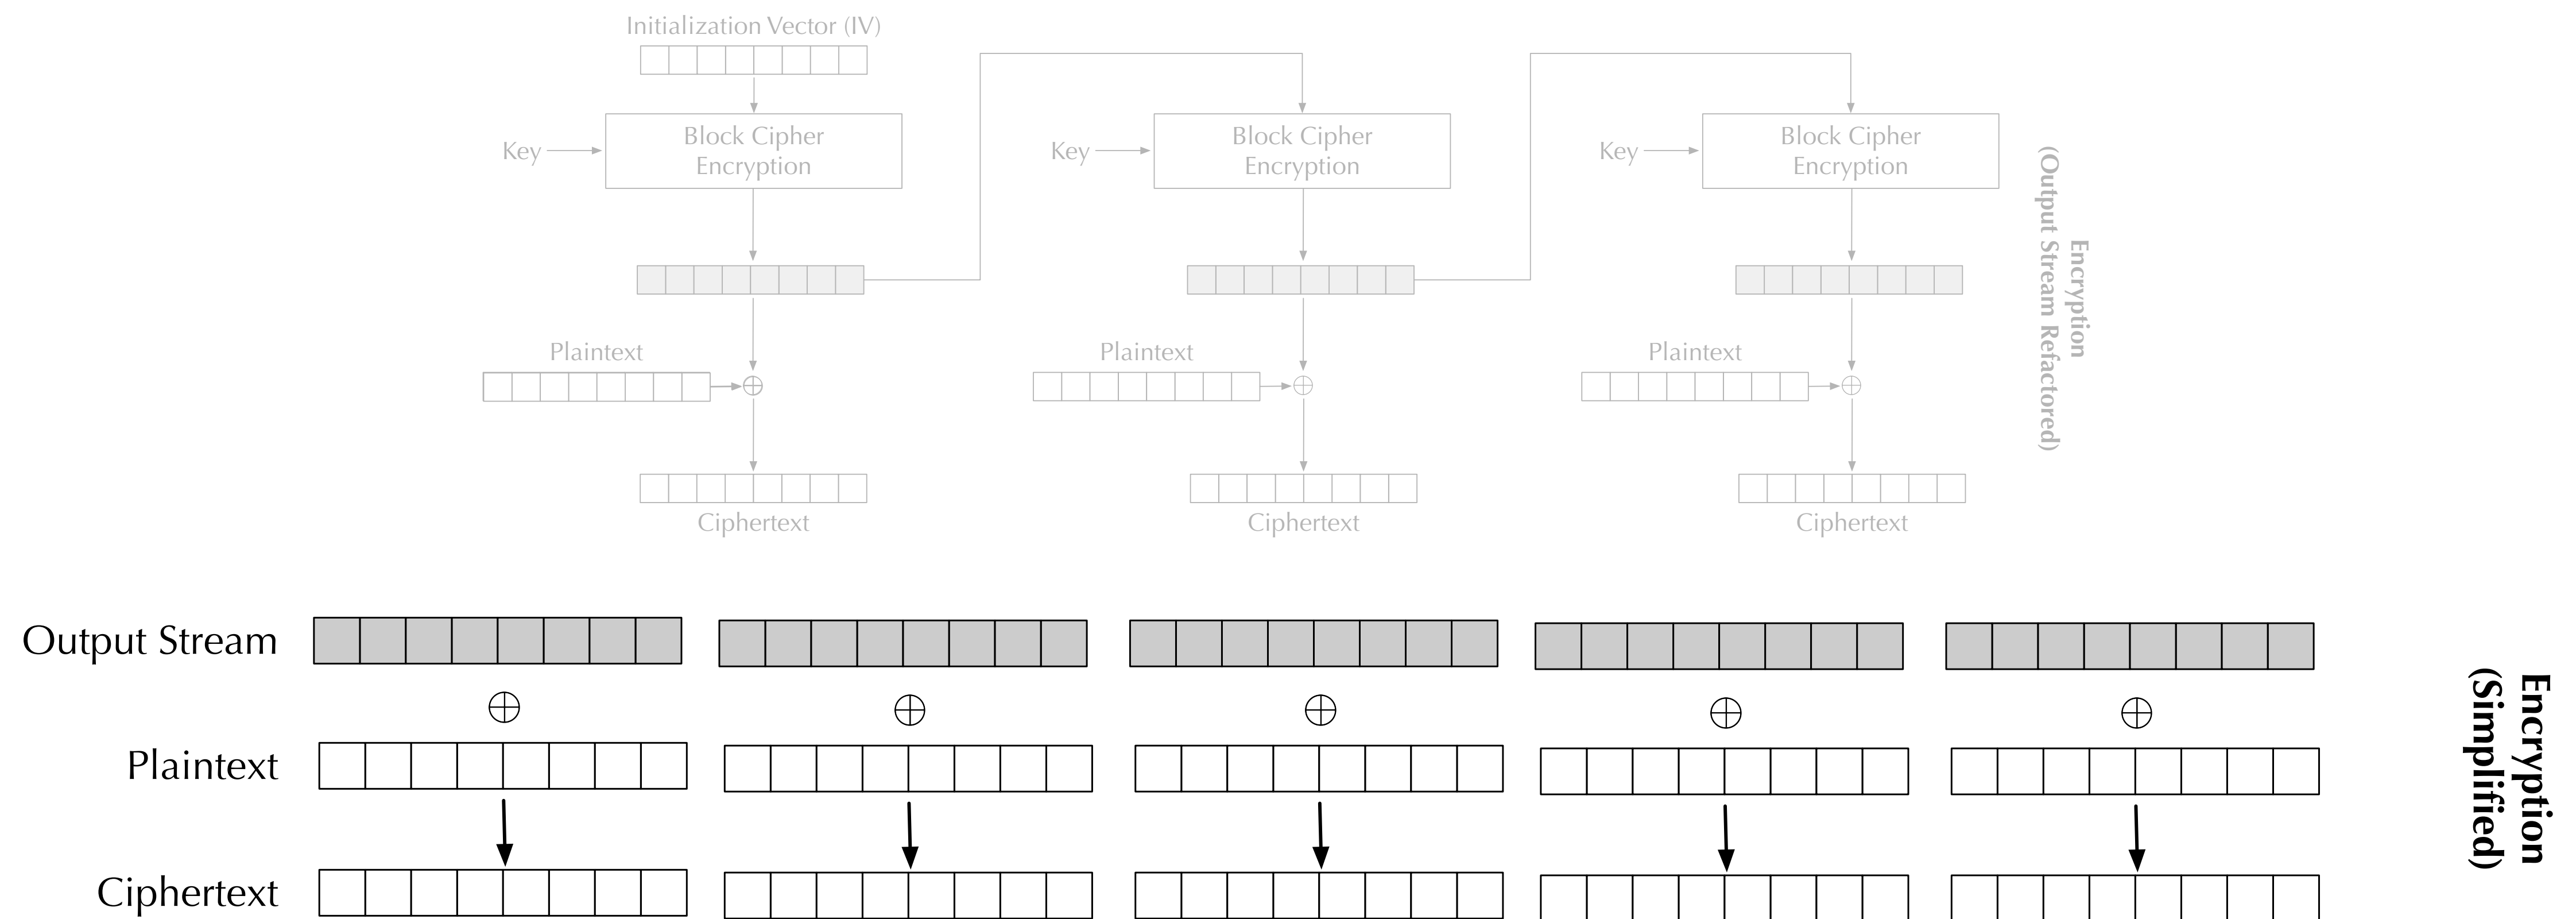 Initialization Vector (IV)
Key
Block Cipher
Encryption
Key
Block Cipher
Encryption
Key
Block Cipher
Encryption
Plaintext
Plaintext
Plaintext
Ciphertext
Ciphertext
Ciphertext
Encryption
(Output Stream Refactored)
Output Stream
Plaintext
Ciphertext
Encryption
(Simplified)